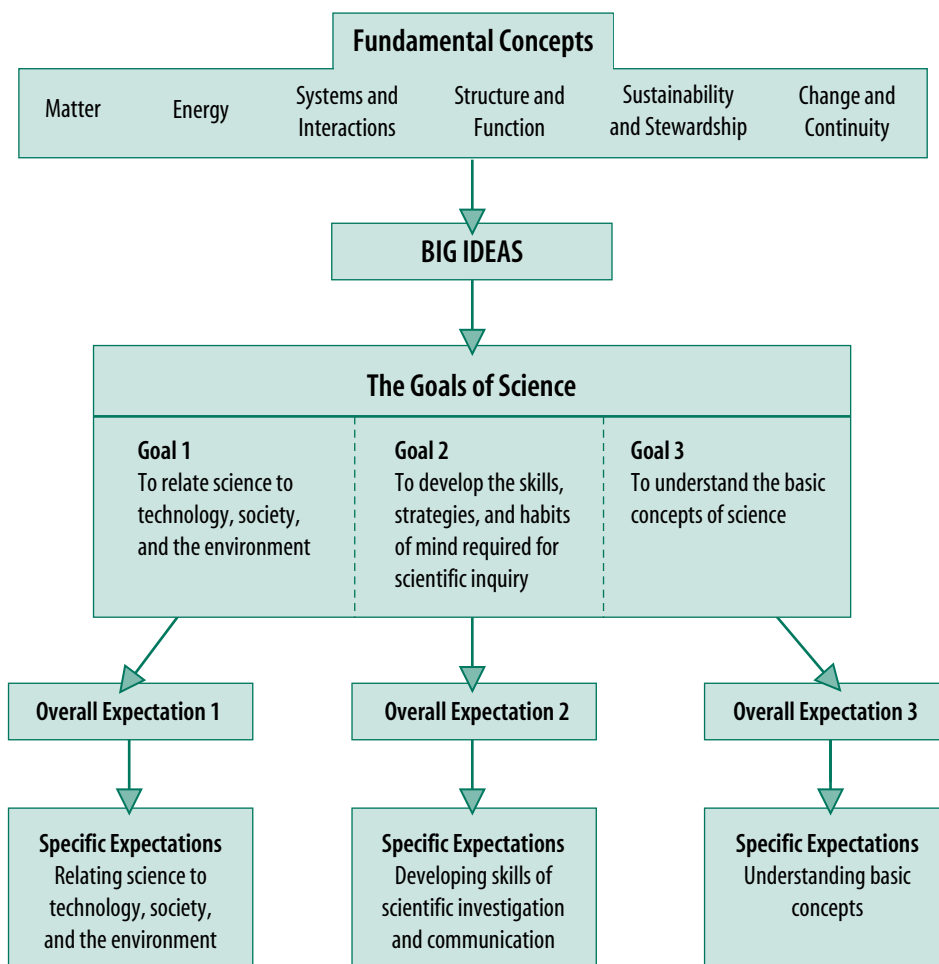 Fundamental Concepts
Matter
Energy
Systems and
Interactions
Structure and
Function
Sustainability
and Stewardship
Change and
Continuity
BIG IDEAS
The Goals of Science
Goal 1
To relate science to
technology, society,
and the environment
Goal 2
To develop the skills,
strategies, and habits
of mind required for
scientific inquiry
Goal 3
To understand the basic
concepts of science
Overall Expectation 1
Overall Expectation 2
Overall Expectation 3
Specific Expectations
Relating science to
technology, society,
and the environment
Specific Expectations
Developing skills of
scientific investigation
and communication
Specific Expectations
Understanding basic
concepts